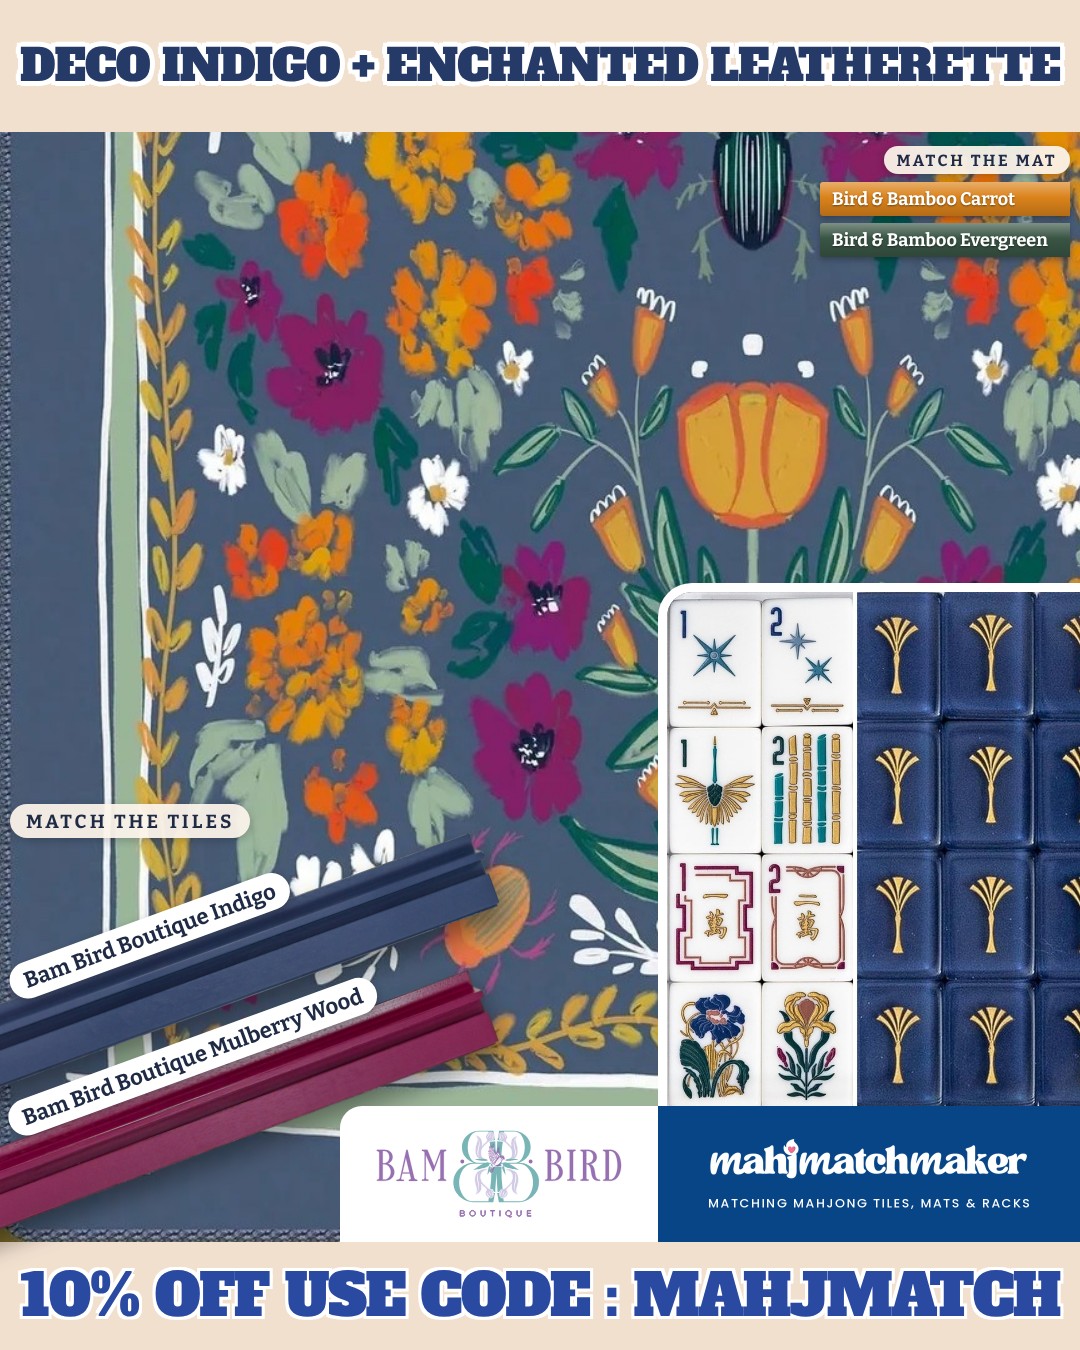 DECO INDIGO + ENCHANTED LEATHERETTE
MATCH THE MAT
Bird & Bamboo Carrot
Bird & Bamboo Evergreen
1
2
1
2
1
一
萬
2
二
萬
MATCH THE TILES
Bam Bird Boutique Indigo
Bam Bird Boutique Mulberry Wood
BAM BIRD
BOUTIQUE
mahjmatchmaker
MATCHING MAHJONG TILES, MATS & RACKS
10% OFF USE CODE : MAHJMATCH